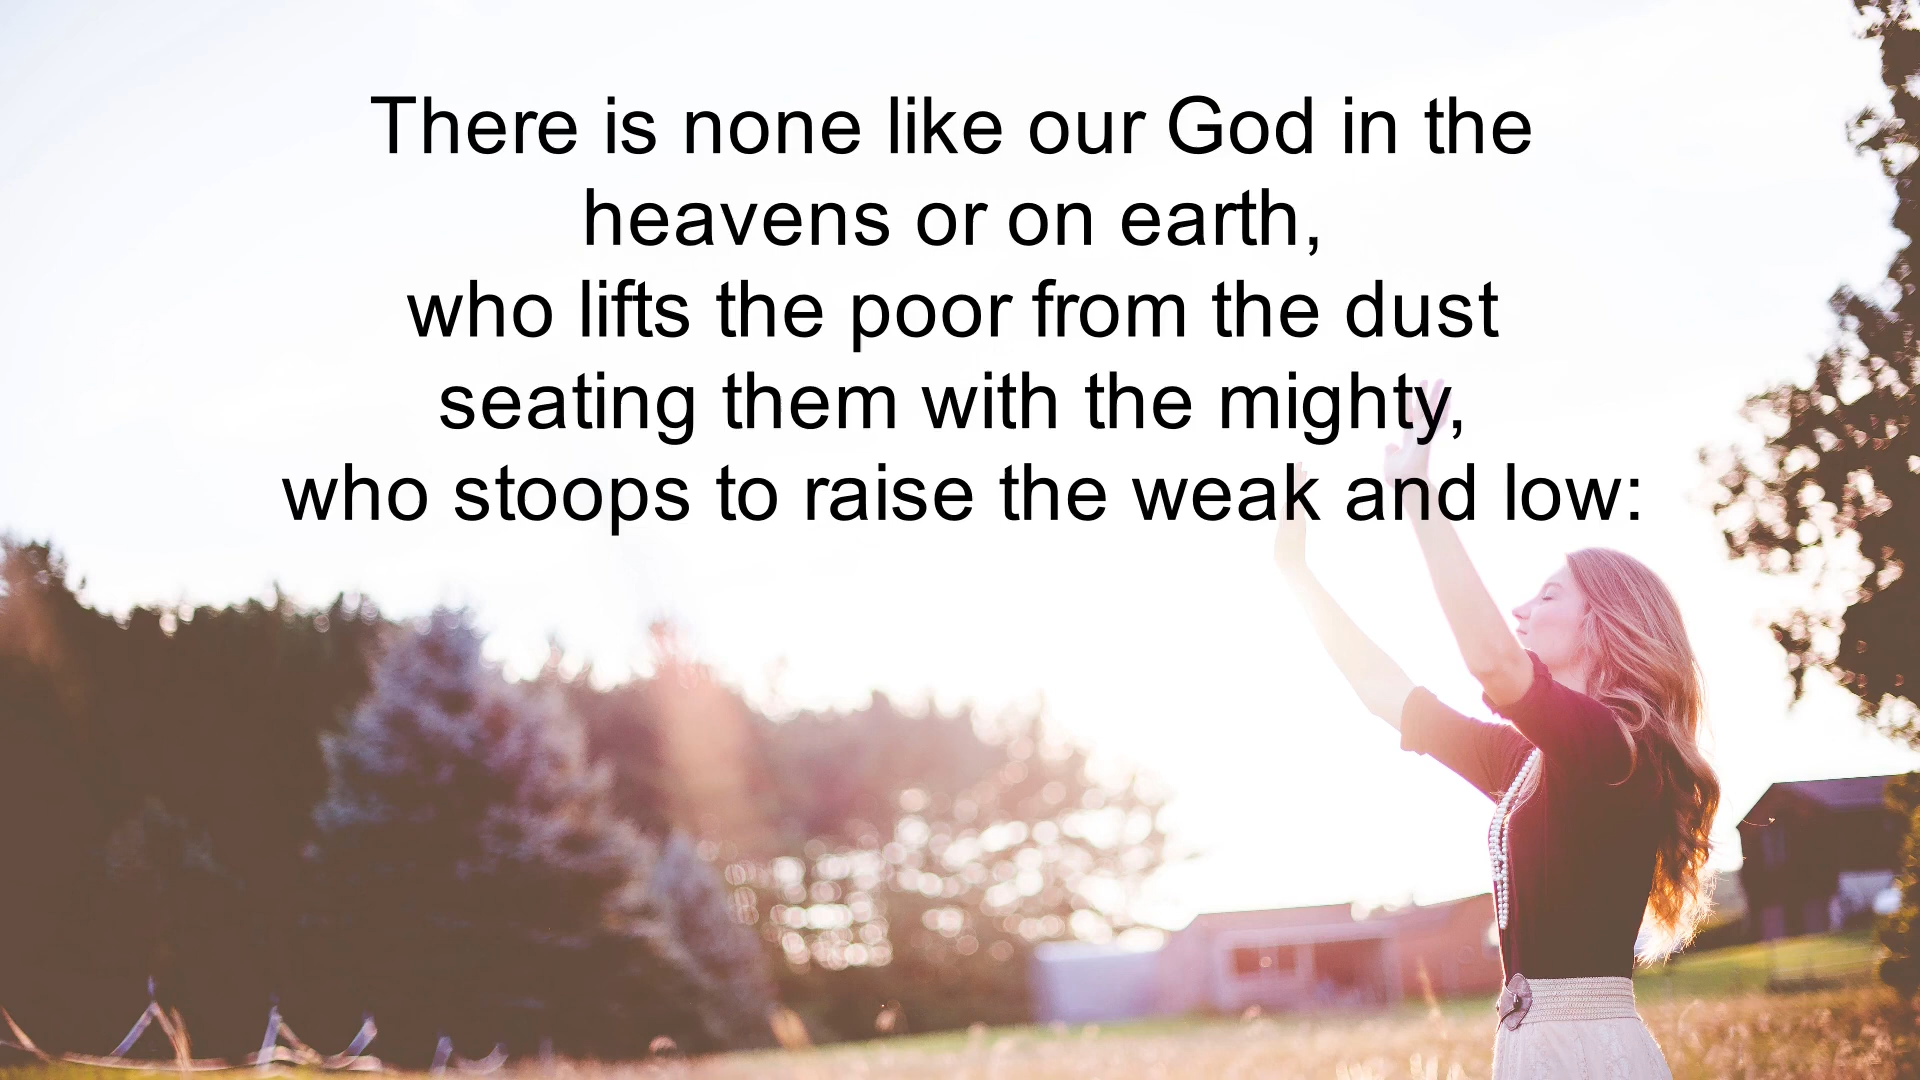 There is none like our God in the
heavens or on earth,
who lifts the poor from the dust
seating them with the mighty,
who stoops to raise the weak and low: